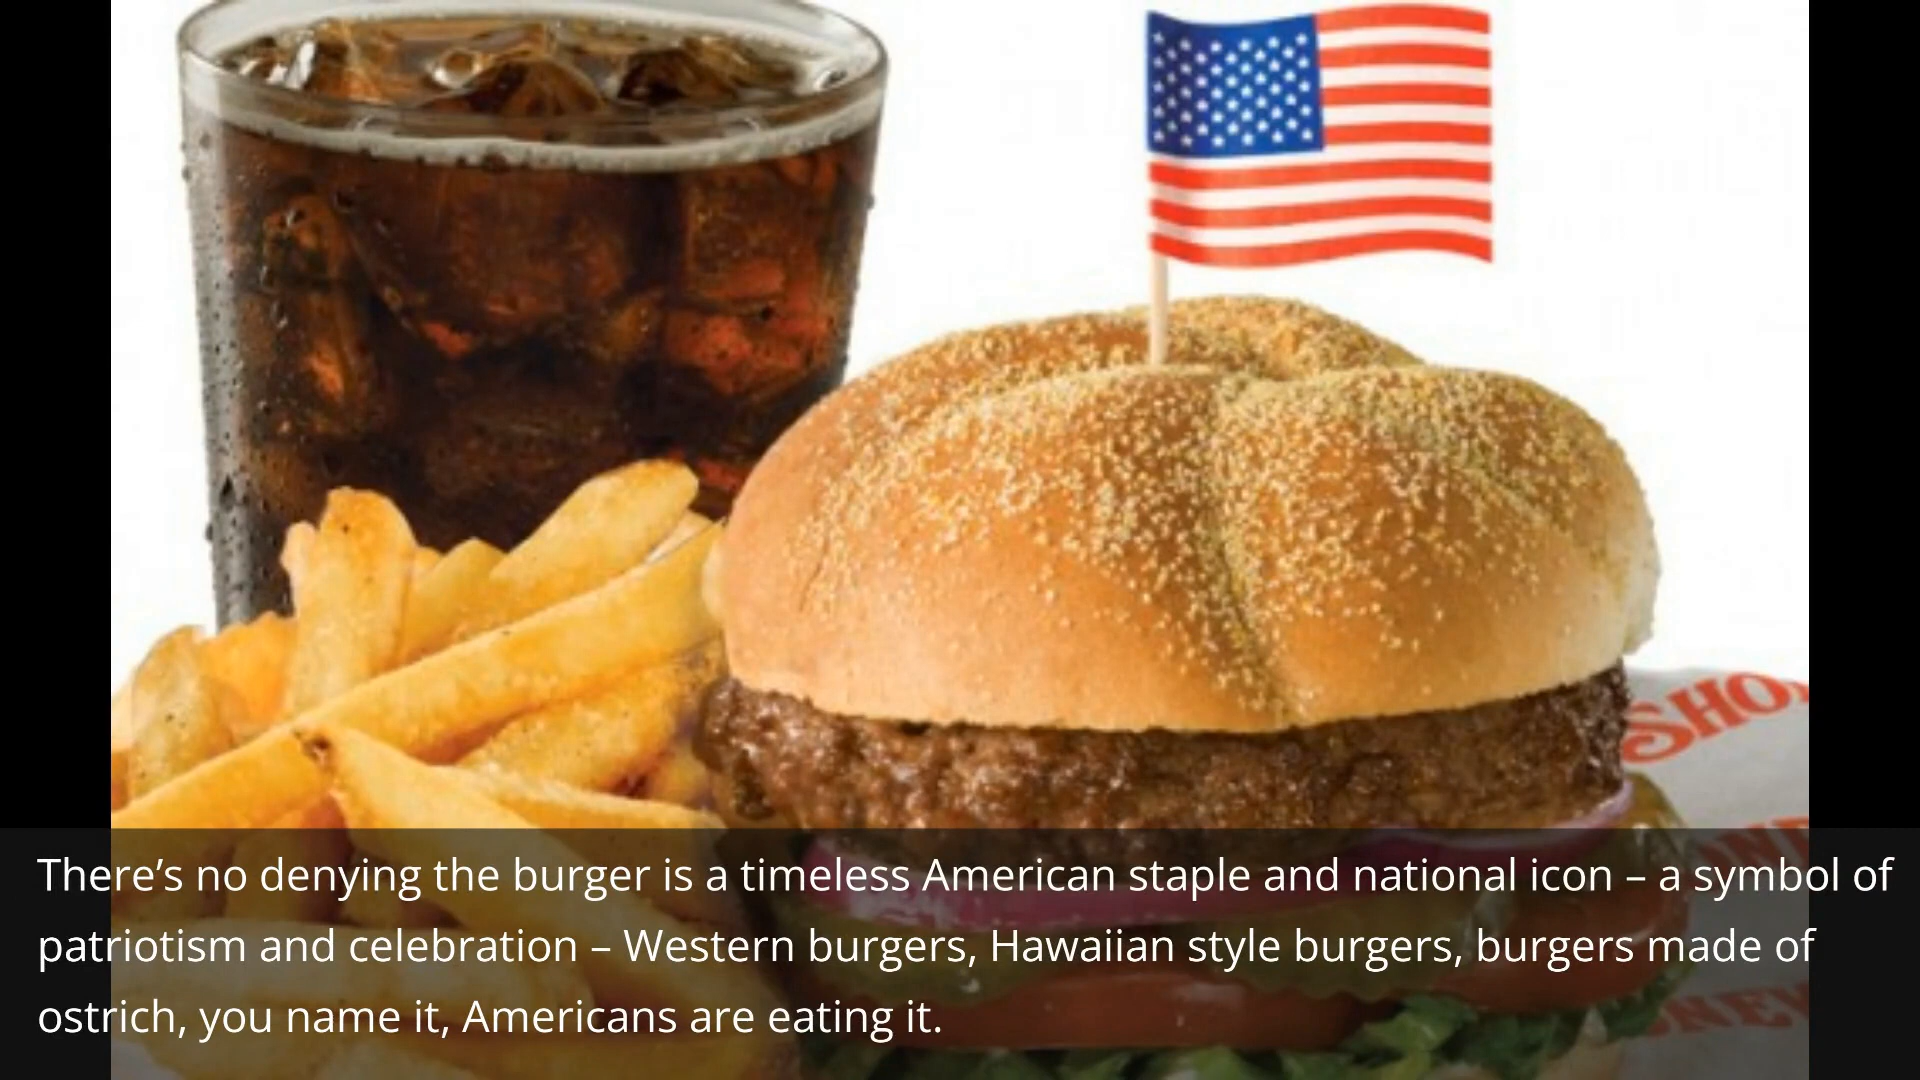 There’s no denying the burger is a timeless American staple and national icon – a symbol of
patriotism and celebration – Western burgers, Hawaiian style burgers, burgers made of
ostrich, you name it, Americans are eating it.